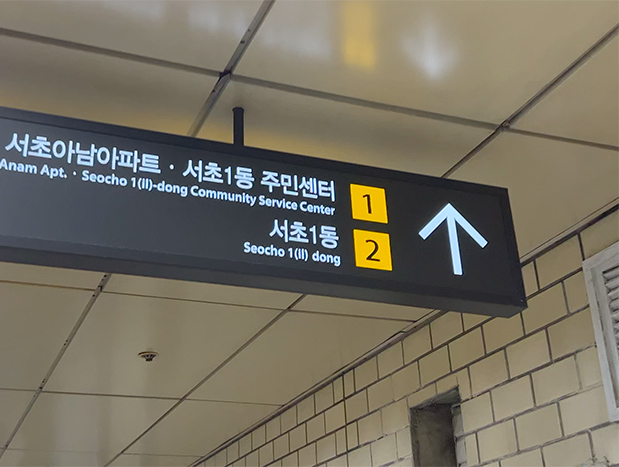 서초아남아파트 · 서초1동 주민센터
Anam Apt. · Seocho 1(il)-dong Community Service Center
1
서초1동
Seocho 1(il) dong
2